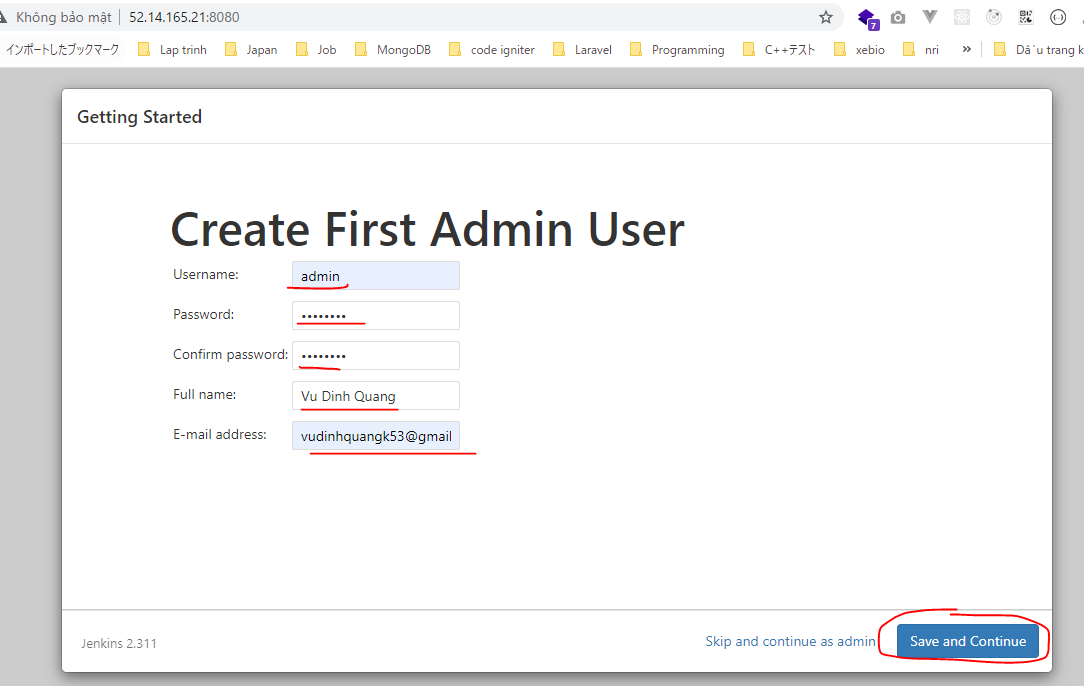 Không bảo mật 52.14.165.21:8080
7
インポートしたブックマーク Lap trinh Japan Job MongoDB code igniter Laravel Programming C++テスト xebio nri » Dấu trang k
Getting Started
Create First Admin User
Username: admin
Password: ••••••••
Confirm password: ••••••••
Full name: Vu Dinh Quang
E-mail address: vudinhquangk53@gmail
Jenkins 2.311 Skip and continue as admin Save and Continue